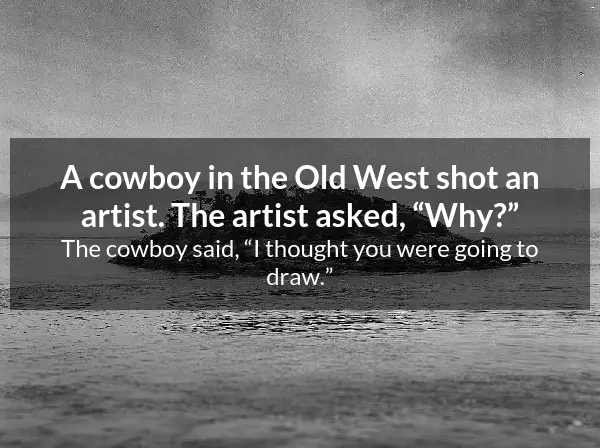 A cowboy in the Old West shot an
artist. The artist asked, “Why?”
The cowboy said, “I thought you were going to
draw.”